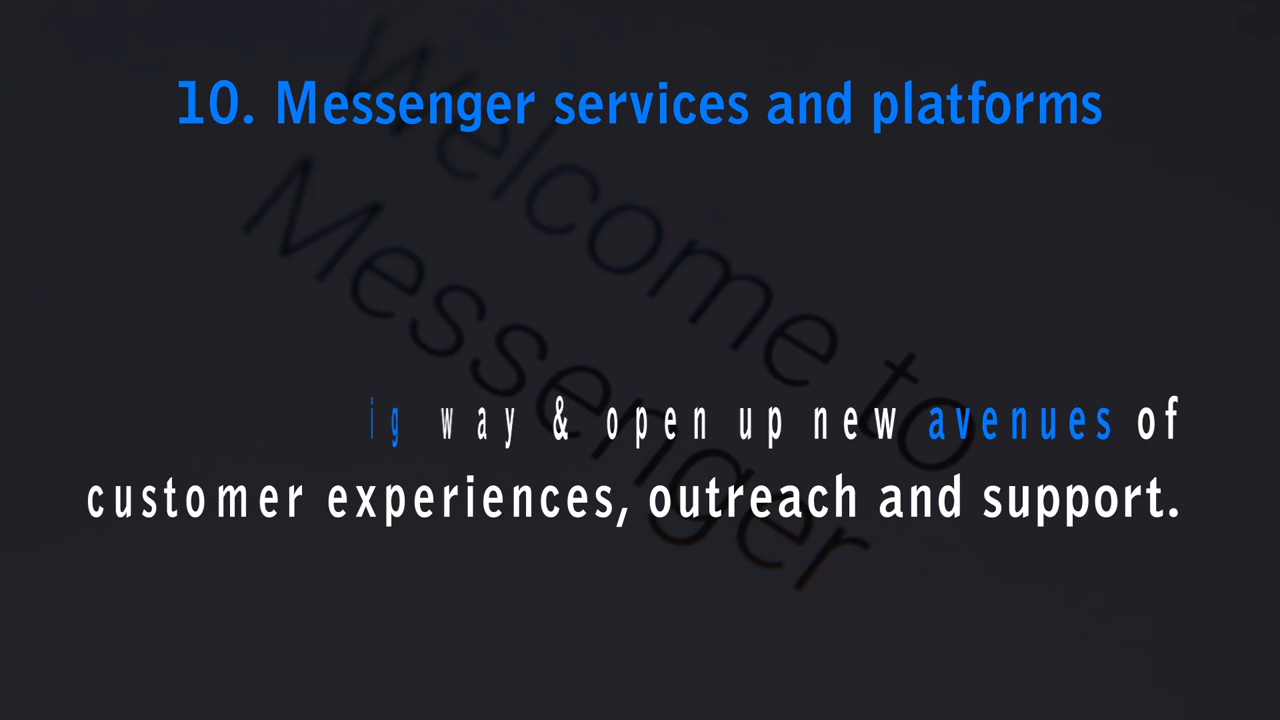 10. Messenger services and platforms
Welcome to
Messenger
ig way & open up new avenues of
customer experiences, outreach and support.